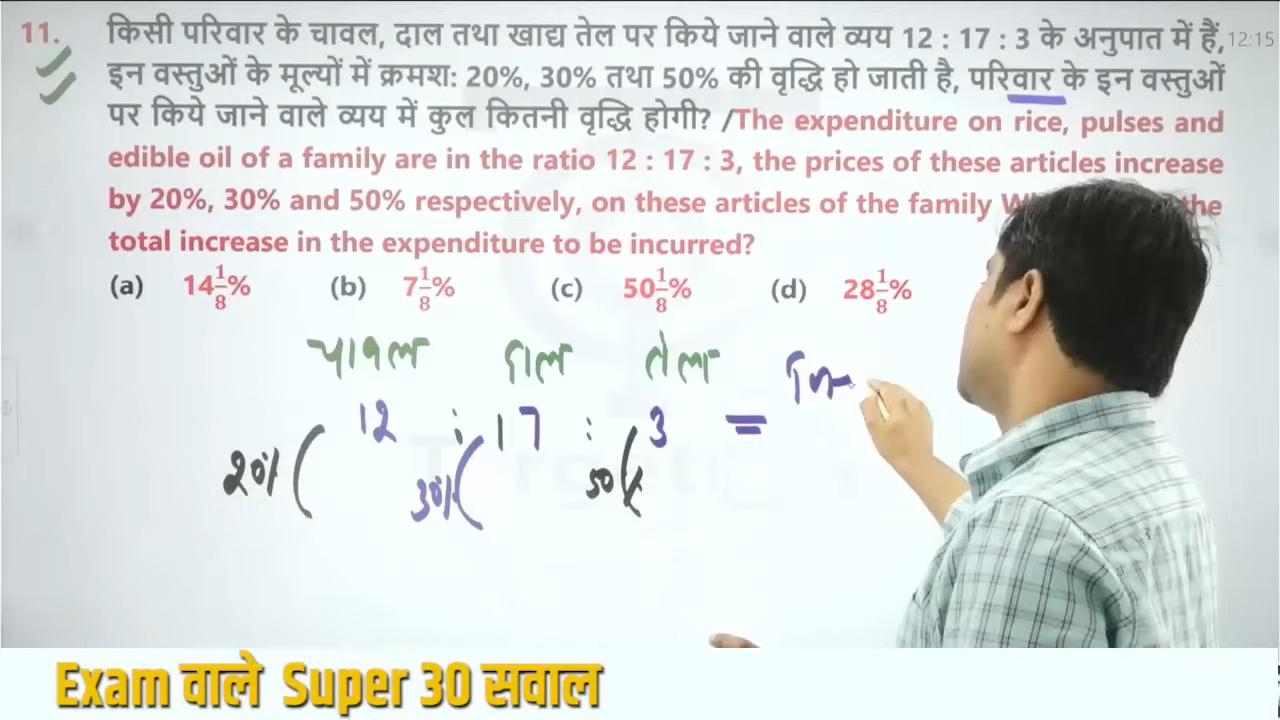 11. किसी परिवार के चावल, दाल तथा खाद्य तेल पर किये जाने वाले व्यय 12 : 17 : 3 के अनुपात में हैं, 12:15
इन वस्तुओं के मूल्यों में क्रमश: 20%, 30% तथा 50% की वृद्धि हो जाती है, परिवार के इन वस्तुओं
पर किये जाने वाले व्यय में कुल कितनी वृद्धि होगी? /The expenditure on rice, pulses and
edible oil of a family are in the ratio 12 : 17 : 3, the prices of these articles increase
by 20%, 30% and 50% respectively, on these articles of the family the
total increase in the expenditure to be incurred?
(a) 14 1/8% (b) 7 1/8% (c) 50 1/8% (d) 28 1/8%
चावल दाल तेल
12 : 17 : 3 =
20% ( 30% ( 50 (
Exam वाले Super 30 सवाल